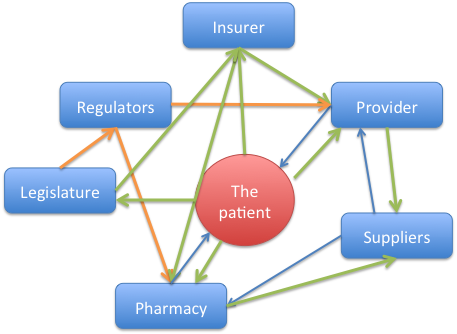 Insurer
Regulators
Provider
Legislature
The
patient
Suppliers
Pharmacy